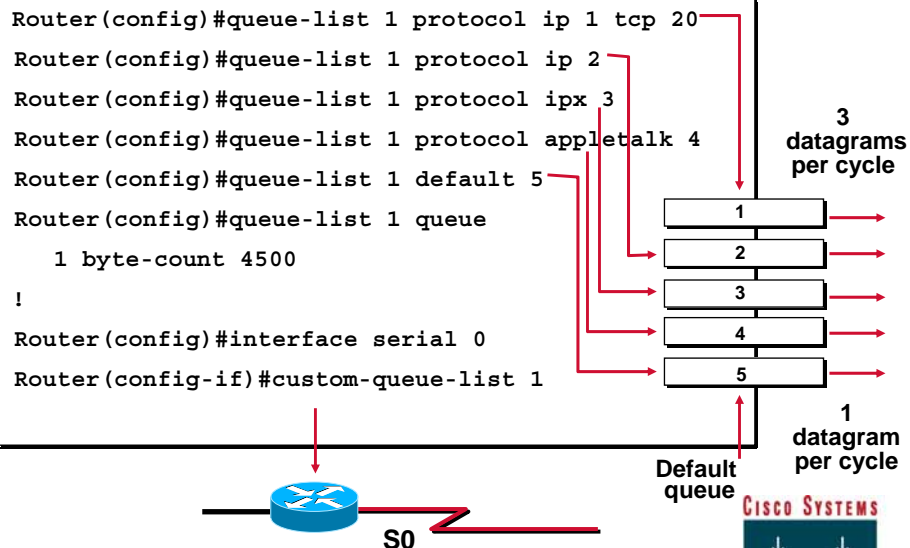 Router(config)#queue-list 1 protocol ip 1 tcp 20
Router(config)#queue-list 1 protocol ip 2
Router(config)#queue-list 1 protocol ipx 3
Router(config)#queue-list 1 protocol appletalk 4
Router(config)#queue-list 1 default 5
Router(config)#queue-list 1 queue
1 byte-count 4500
!
Router(config)#interface serial 0
Router(config-if)#custom-queue-list 1
3
datagrams
per cycle
1
2
3
4
5
1
datagram
per cycle
Default
queue
S0
CISCO SYSTEMS